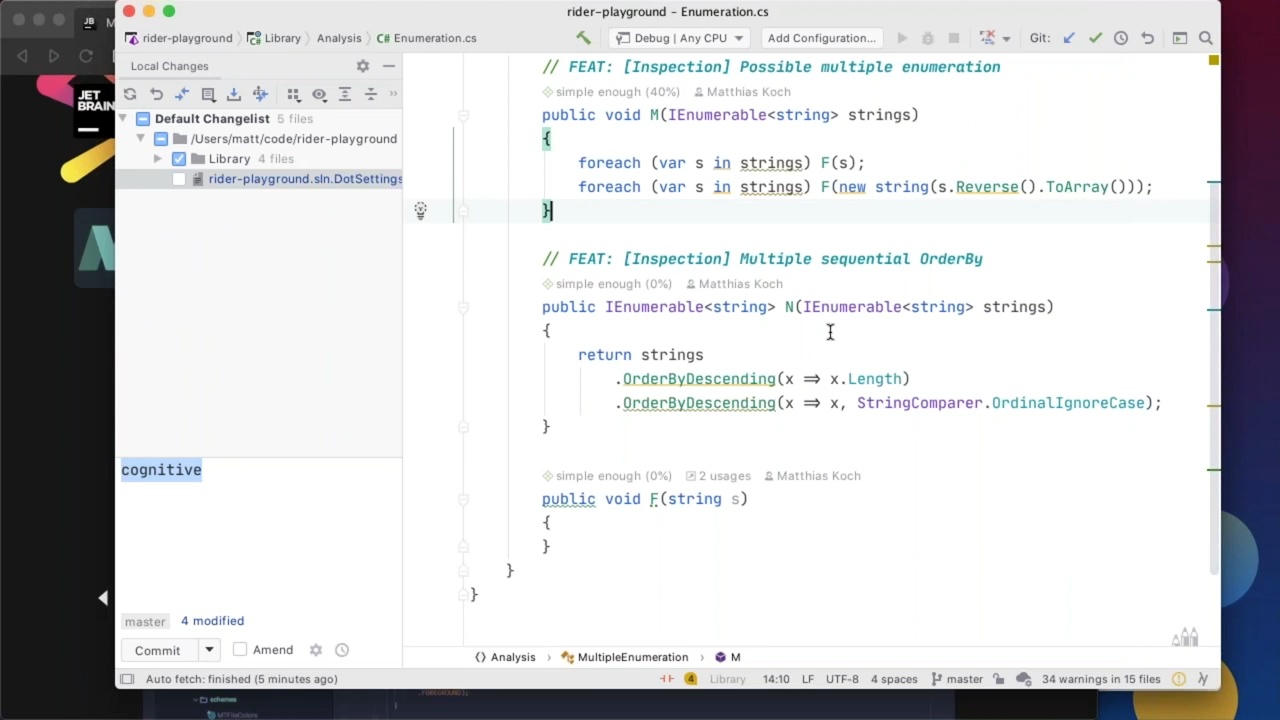 JB
M
rider-playground – Enumeration.cs
rider-playground
Library
Analysis
C# Enumeration.cs
Debug | Any CPU
Add Configuration...
Git:
Local Changes
Default Changelist 5 files
/Users/matt/code/rider-playground
Library 4 files
rider-playground.sln.DotSettings
JET
BRAIN
// FEAT: [Inspection] Possible multiple enumeration
simple enough (40%) Matthias Koch
public void M(IEnumerable<string> strings)
{
foreach (var s in strings) F(s);
foreach (var s in strings) F(new string(s.Reverse().ToArray()));
}
// FEAT: [Inspection] Multiple sequential OrderBy
simple enough (0%) Matthias Koch
public IEnumerable<string> N(IEnumerable<string> strings)
{
return strings
.OrderByDescending(x => x.Length)
.OrderByDescending(x => x, StringComparer.OrdinalIgnoreCase);
}
simple enough (0%) 2 usages Matthias Koch
public void F(string s)
{
}
}
}
cognitive
master 4 modified
Commit
Amend
Analysis
MultipleEnumeration
M
Auto fetch: finished (5 minutes ago)
4
Library
14:10
LF
UTF-8
4 spaces
master
34 warnings in 15 files
schemes
MTFileColors